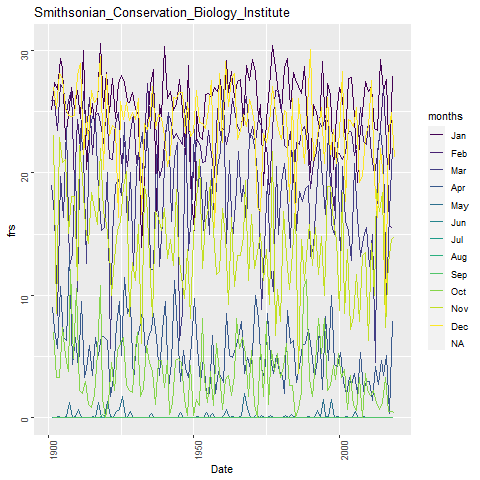 Smithsonian_Conservation_Biology_Institute
30
20
10
0
frs
1900
1950
2000
Date
months
Jan
Feb
Mar
Apr
May
Jun
Jul
Aug
Sep
Oct
Nov
Dec
NA